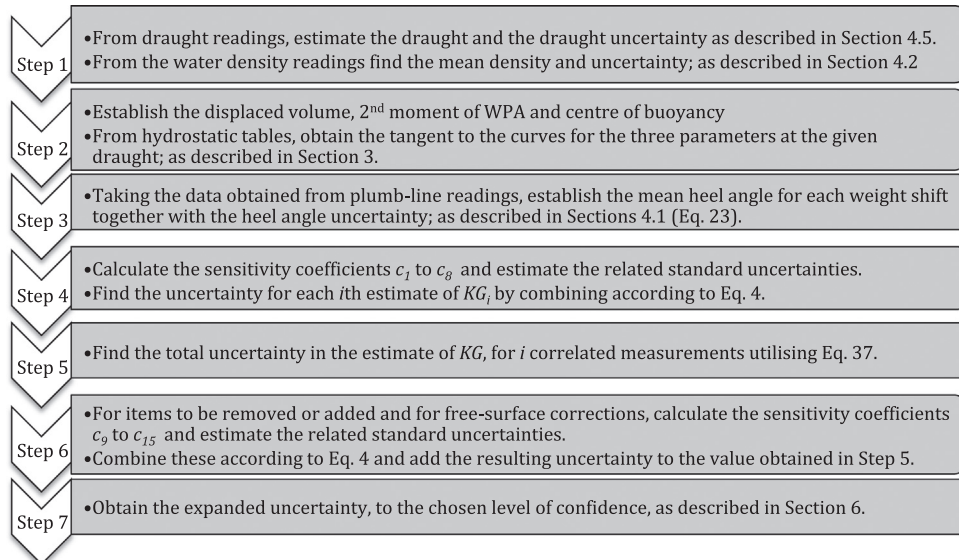 Step 1
•From draught readings, estimate the draught and the draught uncertainty as described in Section 4.5.
•From the water density readings find the mean density and uncertainty; as described in Section 4.2
Step 2
•Establish the displaced volume, 2nd moment of WPA and centre of buoyancy
•From hydrostatic tables, obtain the tangent to the curves for the three parameters at the given
draught; as described in Section 3.
Step 3
•Taking the data obtained from plumb-line readings, establish the mean heel angle for each weight shift
together with the heel angle uncertainty; as described in Sections 4.1 (Eq. 23).
Step 4
•Calculate the sensitivity coefficients c1 to c8 and estimate the related standard uncertainties.
•Find the uncertainty for each ith estimate of KGi by combining according to Eq. 4.
Step 5
•Find the total uncertainty in the estimate of KG, for i correlated measurements utilising Eq. 37.
Step 6
•For items to be removed or added and for free-surface corrections, calculate the sensitivity coefficients
c9 to c15 and estimate the related standard uncertainties.
•Combine these according to Eq. 4 and add the resulting uncertainty to the value obtained in Step 5.
Step 7
•Obtain the expanded uncertainty, to the chosen level of confidence, as described in Section 6.